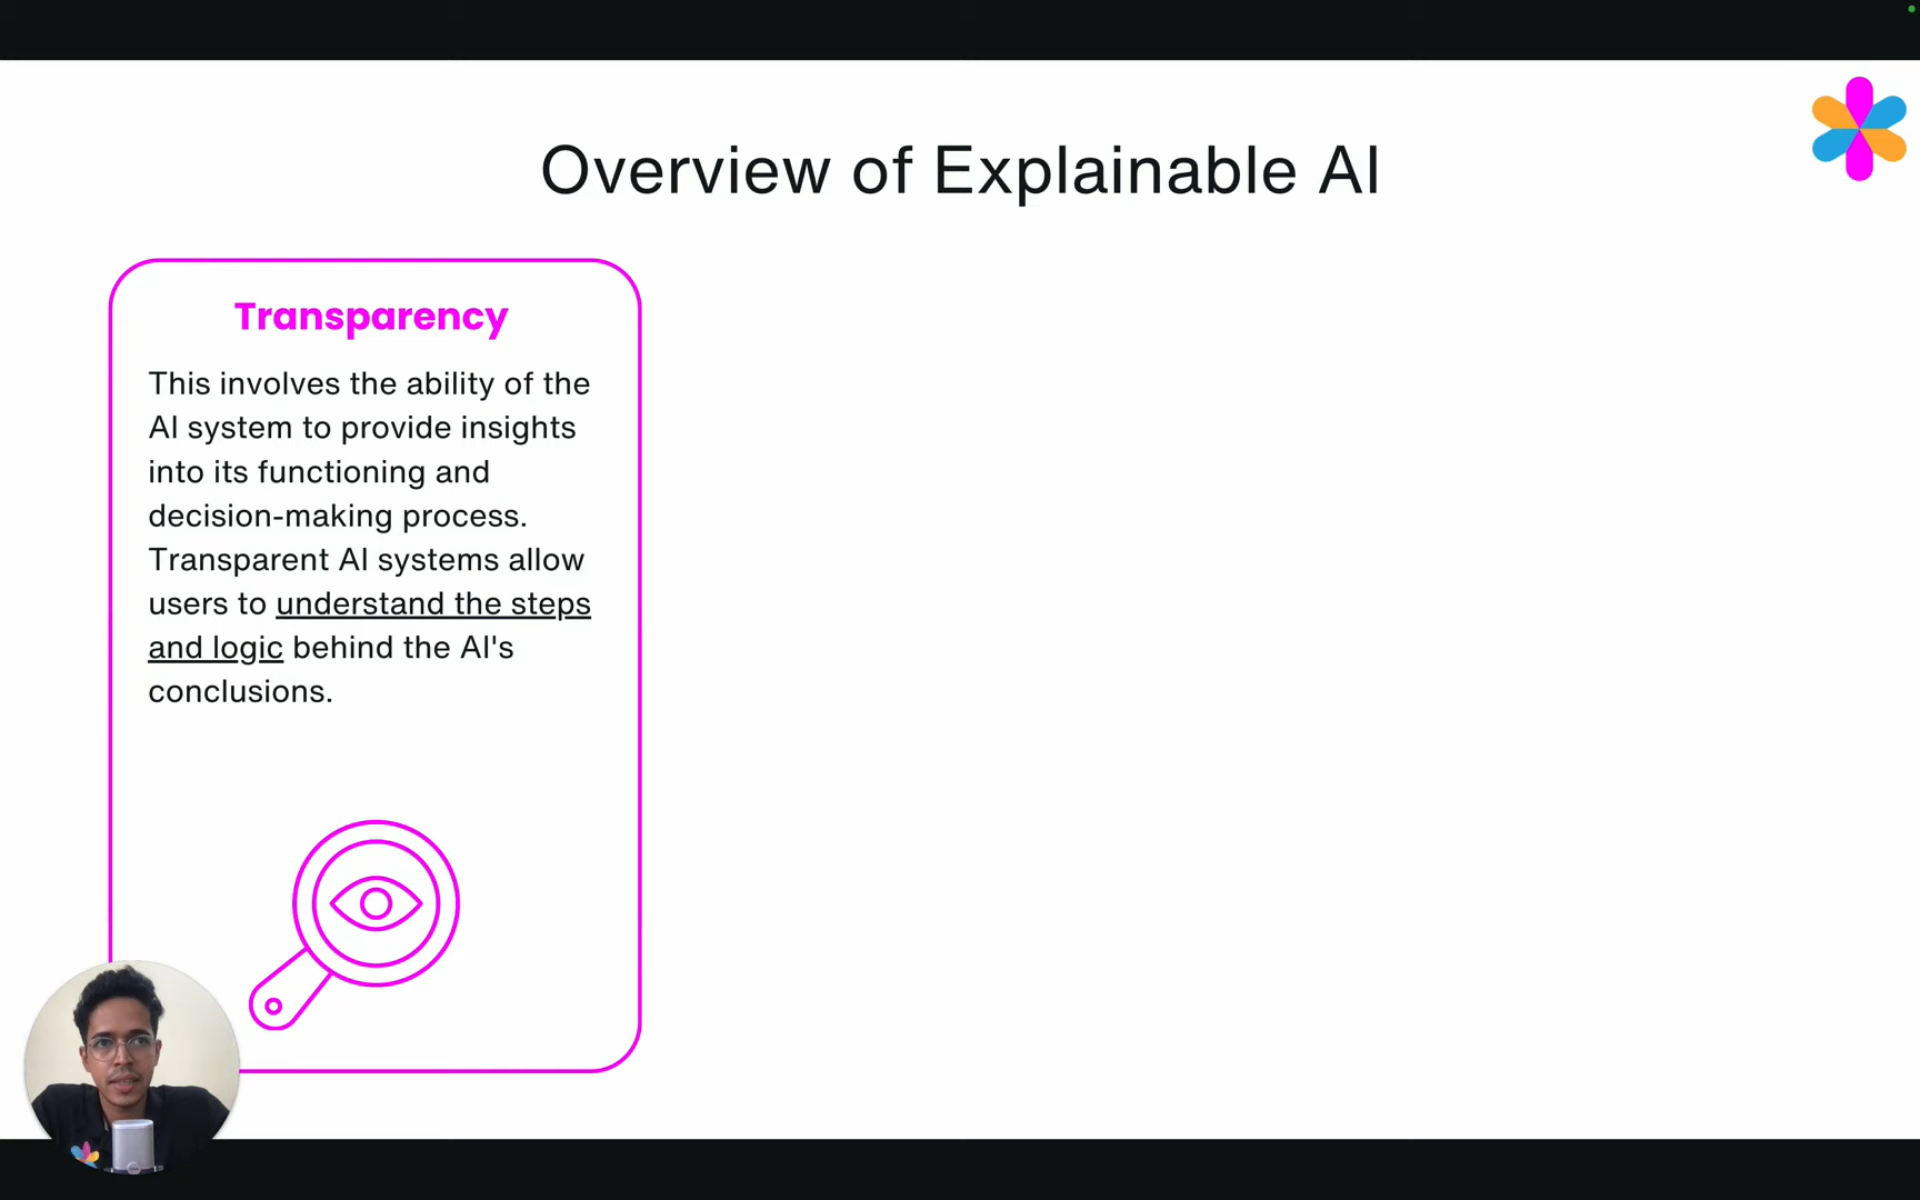 Overview of Explainable AI
Transparency
This involves the ability of the
AI system to provide insights
into its functioning and
decision-making process.
Transparent AI systems allow
users to understand the steps
and logic behind the AI's
conclusions.